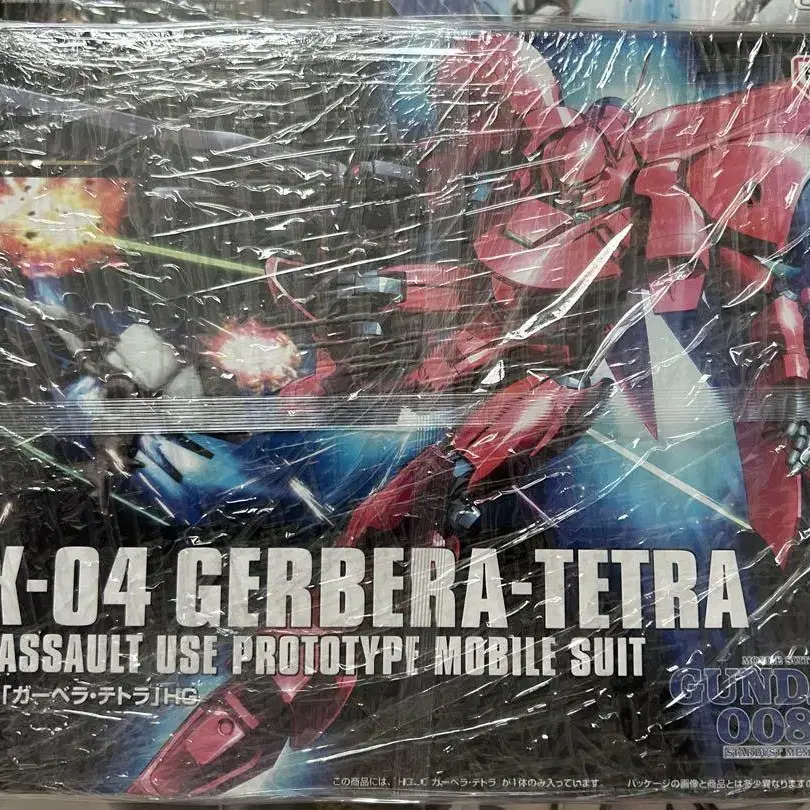 X-04 GERBERA-TETRA
ASSAULT USE PROTOTYPE MOBILE SUIT
「ガーベラ・テトラ」HG
GUND
008
STARDUST MEM
この商品には、HGUC ガーベラ・テトラ が1体のみ入っています
パッケージの画像と商品とは多少異なります